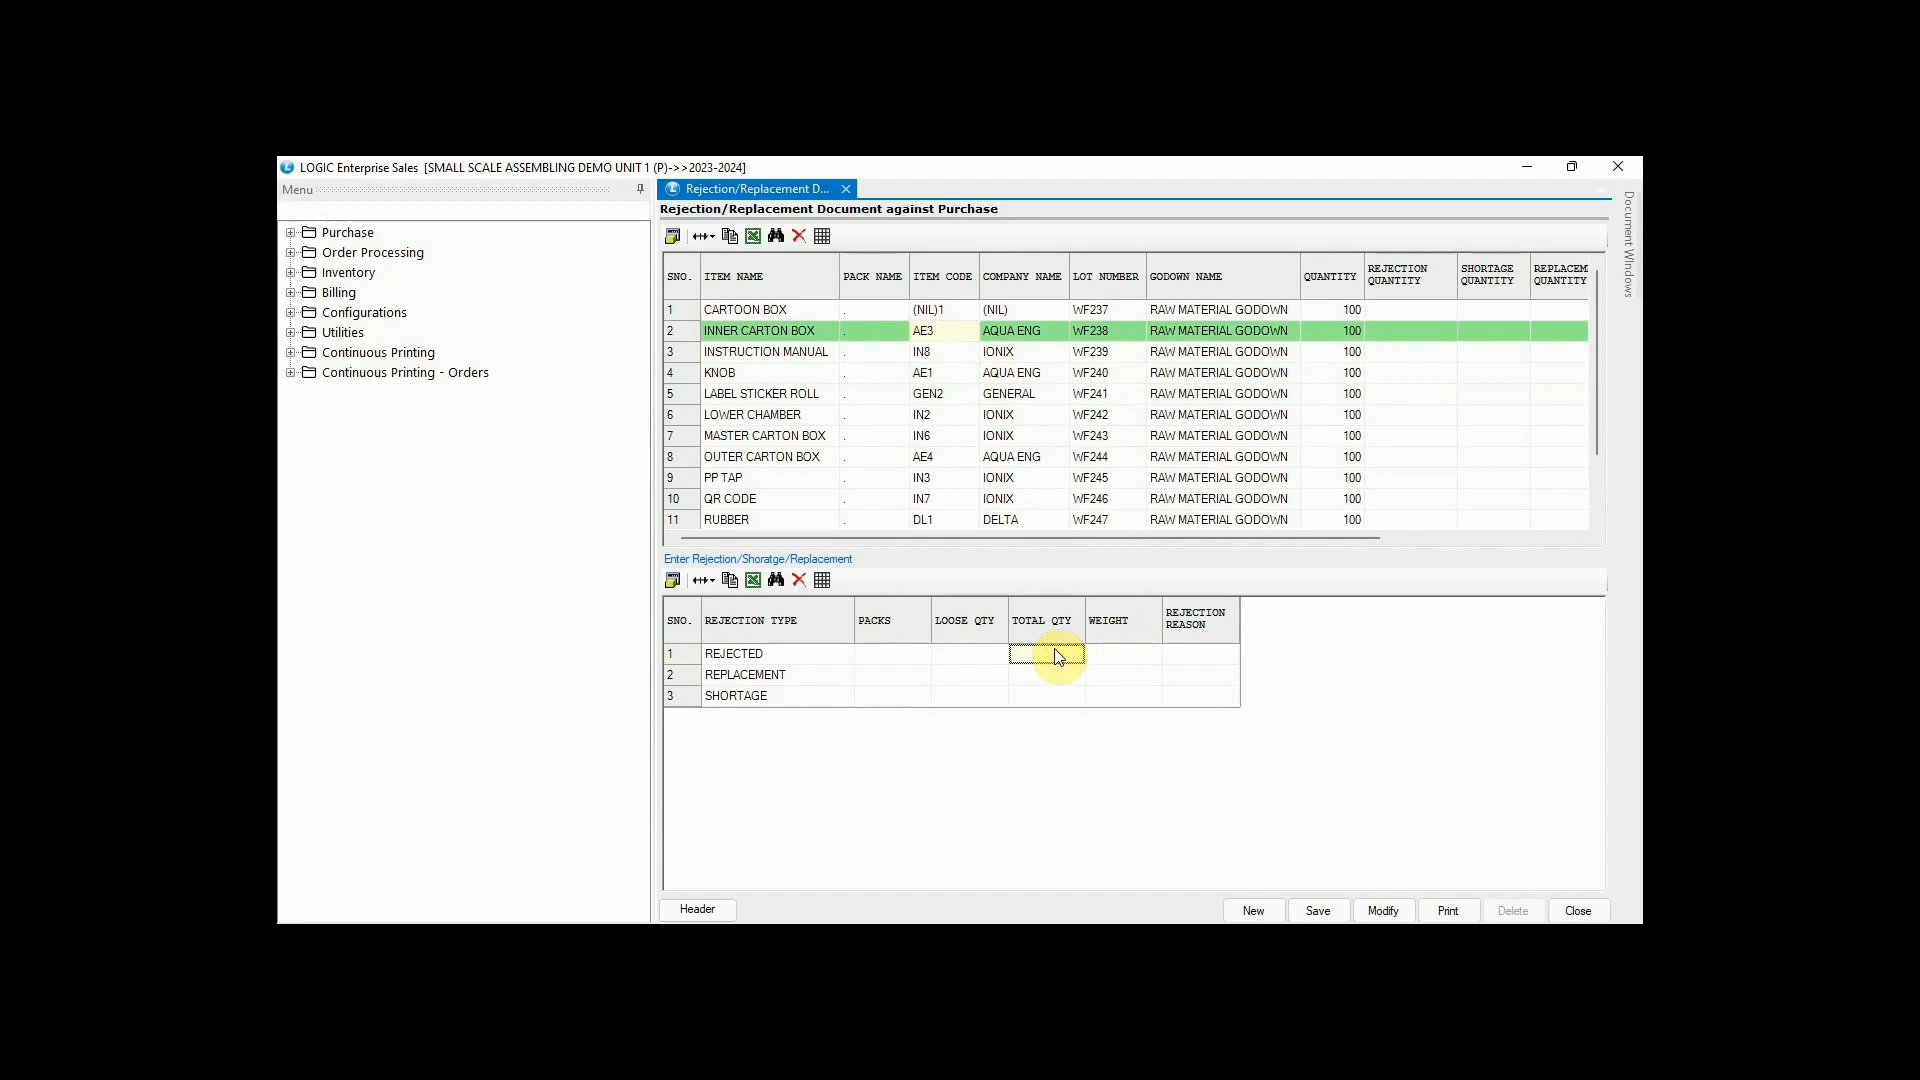 LOGIC Enterprise Sales [SMALL SCALE ASSEMBLING DEMO UNIT 1 (P)->>2023-2024]
Menu
Rejection/Replacement D...
Document Windows
Rejection/Replacement Document against Purchase
Purchase
Order Processing
Inventory
Billing
Configurations
Utilities
Continuous Printing
Continuous Printing - Orders
SNO. ITEM NAME PACK NAME ITEM CODE COMPANY NAME LOT NUMBER GODOWN NAME QUANTITY REJECTION QUANTITY SHORTAGE QUANTITY REPLACEM QUANTITY
1 CARTOON BOX . (NIL)1 (NIL) WF237 RAW MATERIAL GODOWN 100
2 INNER CARTON BOX . AE3 AQUA ENG WF238 RAW MATERIAL GODOWN 100
3 INSTRUCTION MANUAL . IN8 IONIX WF239 RAW MATERIAL GODOWN 100
4 KNOB . AE1 AQUA ENG WF240 RAW MATERIAL GODOWN 100
5 LABEL STICKER ROLL . GEN2 GENERAL WF241 RAW MATERIAL GODOWN 100
6 LOWER CHAMBER . IN2 IONIX WF242 RAW MATERIAL GODOWN 100
7 MASTER CARTON BOX . IN6 IONIX WF243 RAW MATERIAL GODOWN 100
8 OUTER CARTON BOX . AE4 AQUA ENG WF244 RAW MATERIAL GODOWN 100
9 PP TAP . IN3 IONIX WF245 RAW MATERIAL GODOWN 100
10 QR CODE . IN7 IONIX WF246 RAW MATERIAL GODOWN 100
11 RUBBER . DL1 DELTA WF247 RAW MATERIAL GODOWN 100
Enter Rejection/Shoratge/Replacement
SNO. REJECTION TYPE PACKS LOOSE QTY TOTAL QTY WEIGHT REJECTION REASON
1 REJECTED
2 REPLACEMENT
3 SHORTAGE
Header New Save Modify Print Delete Close